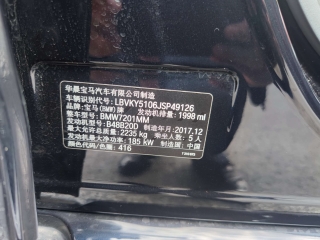 华晨宝马汽车有限公司制造
车辆识别代号：LBVKY5106JSP49126
宝马(BMW)牌 发动机排量：1998 ml
整车型号：BMW7201MM
发动机型号：B48B20D 制造年月：2017.12
最大允许总质量：2235 kg 乘坐人数：5人
发动机最大净功率：185 kW 制造国：中国
颜色代码/色漆：416